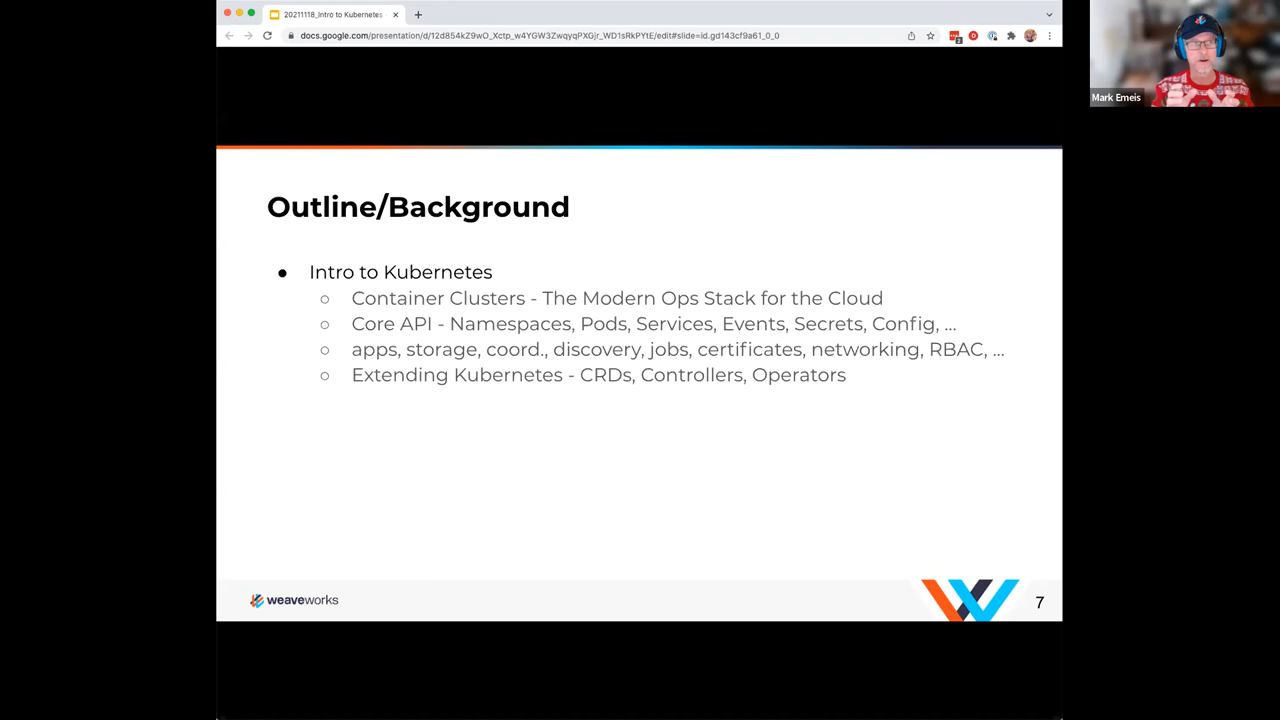 20211118_Intro to Kubernetes -
docs.google.com/presentation/d/12d854kZ9wO_Xctp_w4YGW3ZwqyqPXGjr_WD1sRkPYtE/edit#slide=id.gd143cf9a61_0_0
Mark Emeis
Outline/Background
● Intro to Kubernetes
○ Container Clusters - The Modern Ops Stack for the Cloud
○ Core API - Namespaces, Pods, Services, Events, Secrets, Config, ...
○ apps, storage, coord., discovery, jobs, certificates, networking, RBAC, ...
○ Extending Kubernetes - CRDs, Controllers, Operators
weaveworks
7